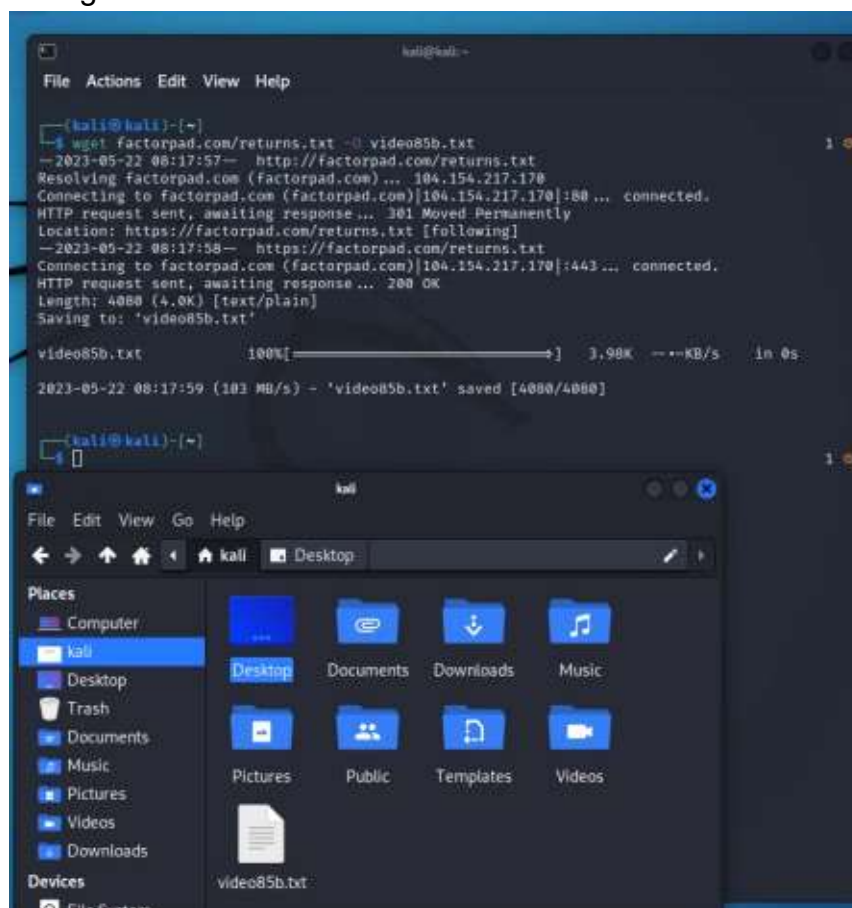 kali@kali: ~
File Actions Edit View Help
(kali㉿kali)-[~]
$ wget factorpad.com/returns.txt -O video85b.txt
--2023-05-22 08:17:57-- http://factorpad.com/returns.txt
Resolving factorpad.com (factorpad.com)... 104.154.217.170
Connecting to factorpad.com (factorpad.com)|104.154.217.170|:80... connected.
HTTP request sent, awaiting response... 301 Moved Permanently
Location: https://factorpad.com/returns.txt [following]
--2023-05-22 08:17:58-- https://factorpad.com/returns.txt
Connecting to factorpad.com (factorpad.com)|104.154.217.170|:443... connected.
HTTP request sent, awaiting response... 200 OK
Length: 4080 (4.0K) [text/plain]
Saving to: 'video85b.txt'
video85b.txt 100%[===================>] 3.98K --.-KB/s in 0s
2023-05-22 08:17:59 (103 MB/s) - 'video85b.txt' saved [4080/4080]
(kali㉿kali)-[~]
$
1
1
kali
File Edit View Go Help
kali Desktop
Places
Computer
kali
Desktop
Trash
Documents
Music
Pictures
Videos
Downloads
Devices
File System
Desktop Documents Downloads Music
Pictures Public Templates Videos
video85b.txt